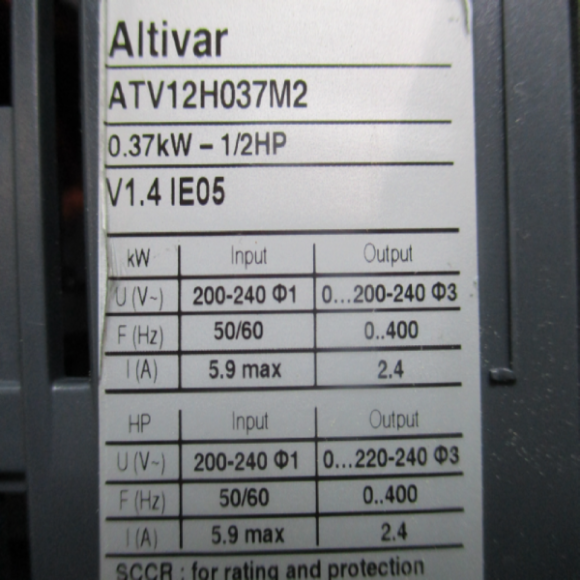 Altivar
ATV12H037M2
0.37kW – 1/2HP
V1.4 IE05
kW Input Output
U (V~) 200-240 Φ1 0...200-240 Φ3
F (Hz) 50/60 0..400
I (A) 5.9 max 2.4
HP Input Output
U (V~) 200-240 Φ1 0...220-240 Φ3
F (Hz) 50/60 0..400
I (A) 5.9 max 2.4
SCCR : for rating and protection